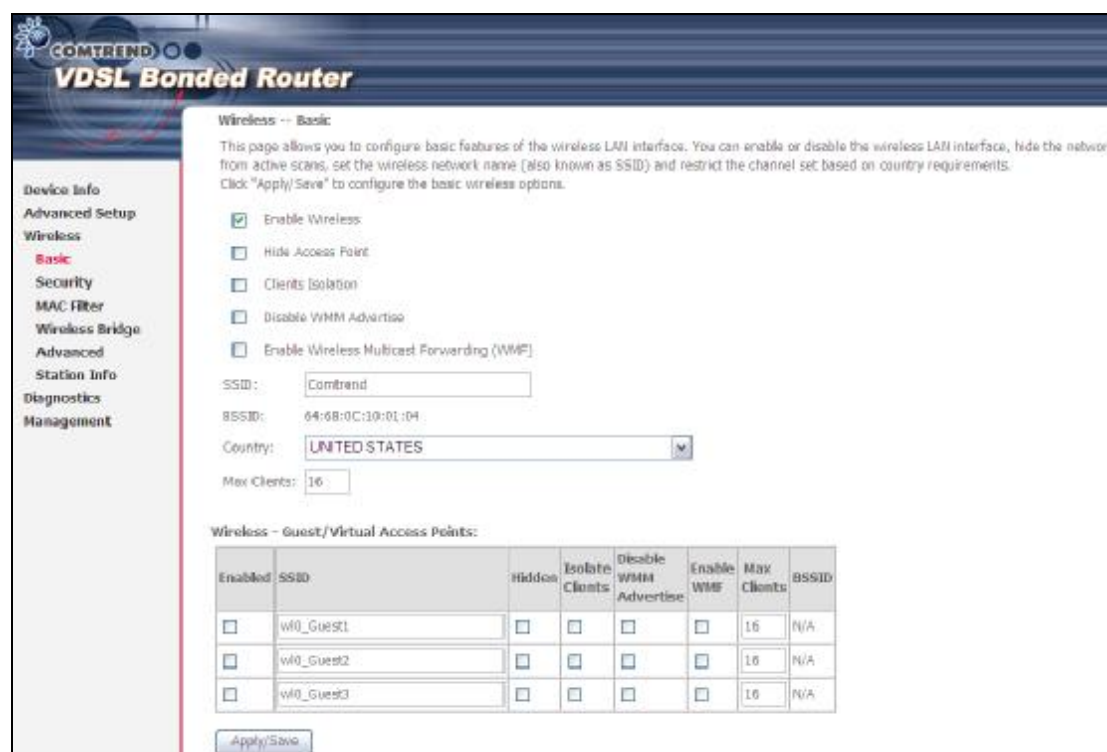 COMTREND
VDSL Bonded Router
Device Info
Advanced Setup
Wireless
Basic
Security
MAC Filter
Wireless Bridge
Advanced
Station Info
Diagnostics
Management
Wireless -- Basic
This page allows you to configure basic features of the wireless LAN interface. You can enable or disable the wireless LAN interface, hide the networ
from active scans, set the wireless network name (also known as SSID) and restrict the channel set based on country requirements.
Click "Apply/Save" to configure the basic wireless options.
Enable Wireless
Hide Access Point
Clients Isolation
Disable WMM Advertise
Enable Wireless Multicast Forwarding (WMF)
SSID: Comtrend
BSSID: 64:68:0C:10:01:04
Country: UNITED STATES
Max Clients: 16
Wireless - Guest/Virtual Access Points:
Enabled SSID Hidden Isolate Clients Disable WMM Advertise Enable WMF Max Clients BSSID
wl0_Guest1 16 N/A
wl0_Guest2 16 N/A
wl0_Guest3 16 N/A
Apply/Save